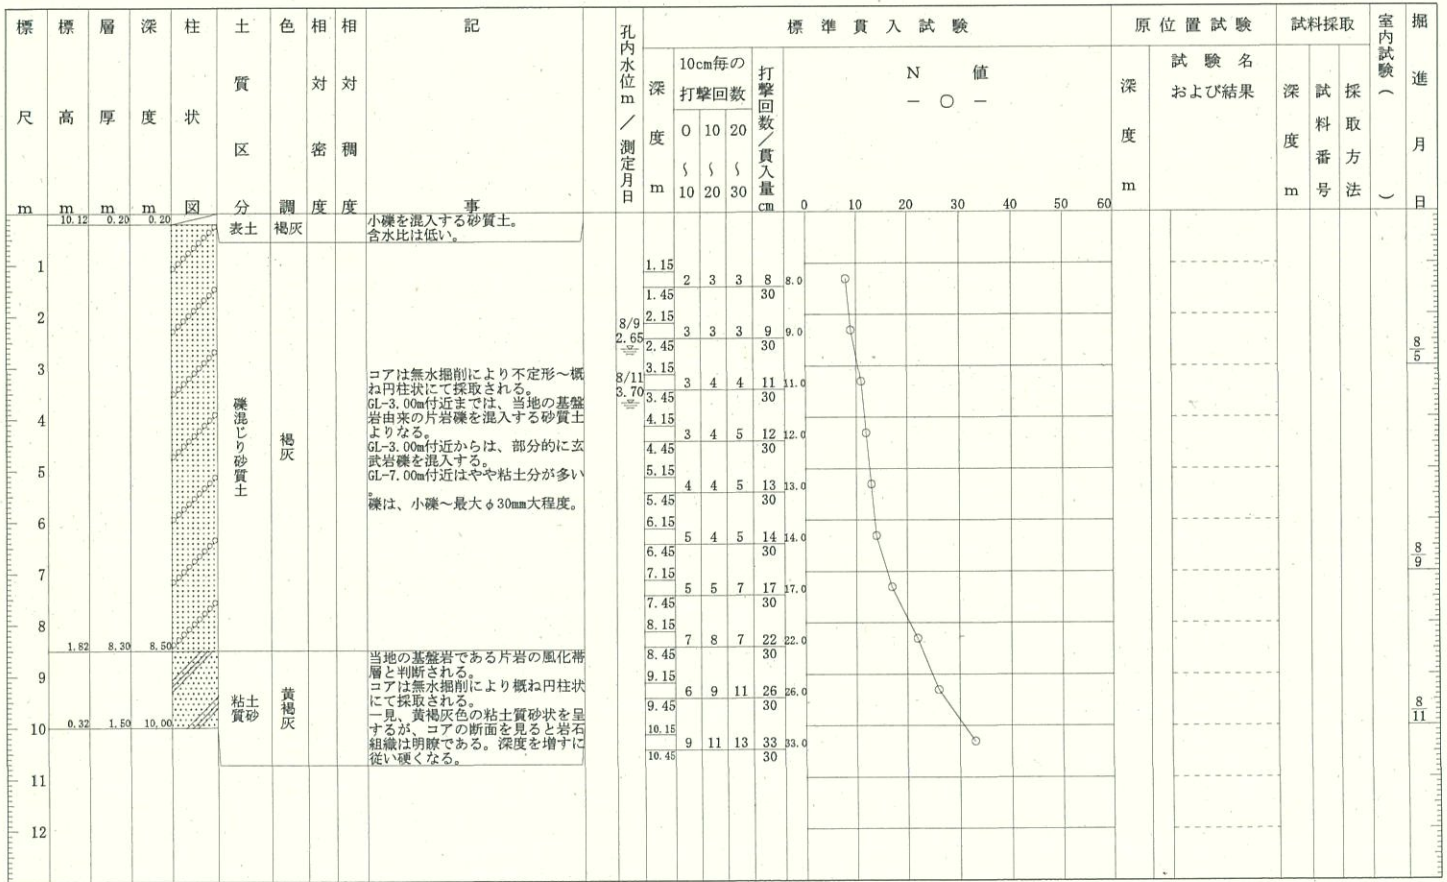 標尺 m
標高 m
層厚 m
深度 m
柱状図
土質区分
色調
相対密度
相対稠度
記事
孔内水位m/測定月日
標準貫入試験
深度 m
10cm毎の
打撃回数
0 10 20
〜 〜 〜
10 20 30
打撃回数/貫入量 cm
N 値
- ○ -
0 10 20 30 40 50 60
原位置試験
深度 m
試験名
および結果
試料採取
深度 m
試料番号
採取方法
室内試験( )
掘進月日
10.12 0.20 0.20
表土 褐灰
小礫を混入する砂質土。
含水比は低い。
1
2
3
4
5
6
7
8
9
10
11
12
1.82 8.30 8.50
礫混じり砂質土
褐灰
コアは無水掘削により不定形〜概
ね円柱状にて採取される。
GL-3.00m付近までは、当地の基盤
岩由来の片岩礫を混入する砂質土
よりなる。
GL-3.00m付近からは、部分的に玄
武岩礫を混入する。
GL-7.00m付近はやや粘土分が多い
。
礫は、小礫〜最大φ30mm大程度。
0.32 1.50 10.00
粘土質砂
黄褐灰
当地の基盤岩である片岩の風化帯
層と判断される。
コアは無水掘削により概ね円柱状
にて採取される。
一見、黄褐灰色の粘土質砂状を呈
するが、コアの断面を見ると岩石
組織は明瞭である。深度を増すに
従い硬くなる。
8/9
2.65
8/11
3.70
1.15
2 3 3 8 8.0
1.45 30
2.15
3 3 3 9 9.0
2.45 30
3.15
3 4 4 11 11.0
3.45 30
4.15
3 4 5 12 12.0
4.45 30
5.15
4 4 5 13 13.0
5.45 30
6.15
5 4 5 14 14.0
6.45 30
7.15
5 5 7 17 17.0
7.45 30
8.15
7 8 7 22 22.0
8.45 30
9.15
6 9 11 26 26.0
9.45 30
10.15
9 11 13 33 33.0
10.45 30
8/5
8/9
8/11